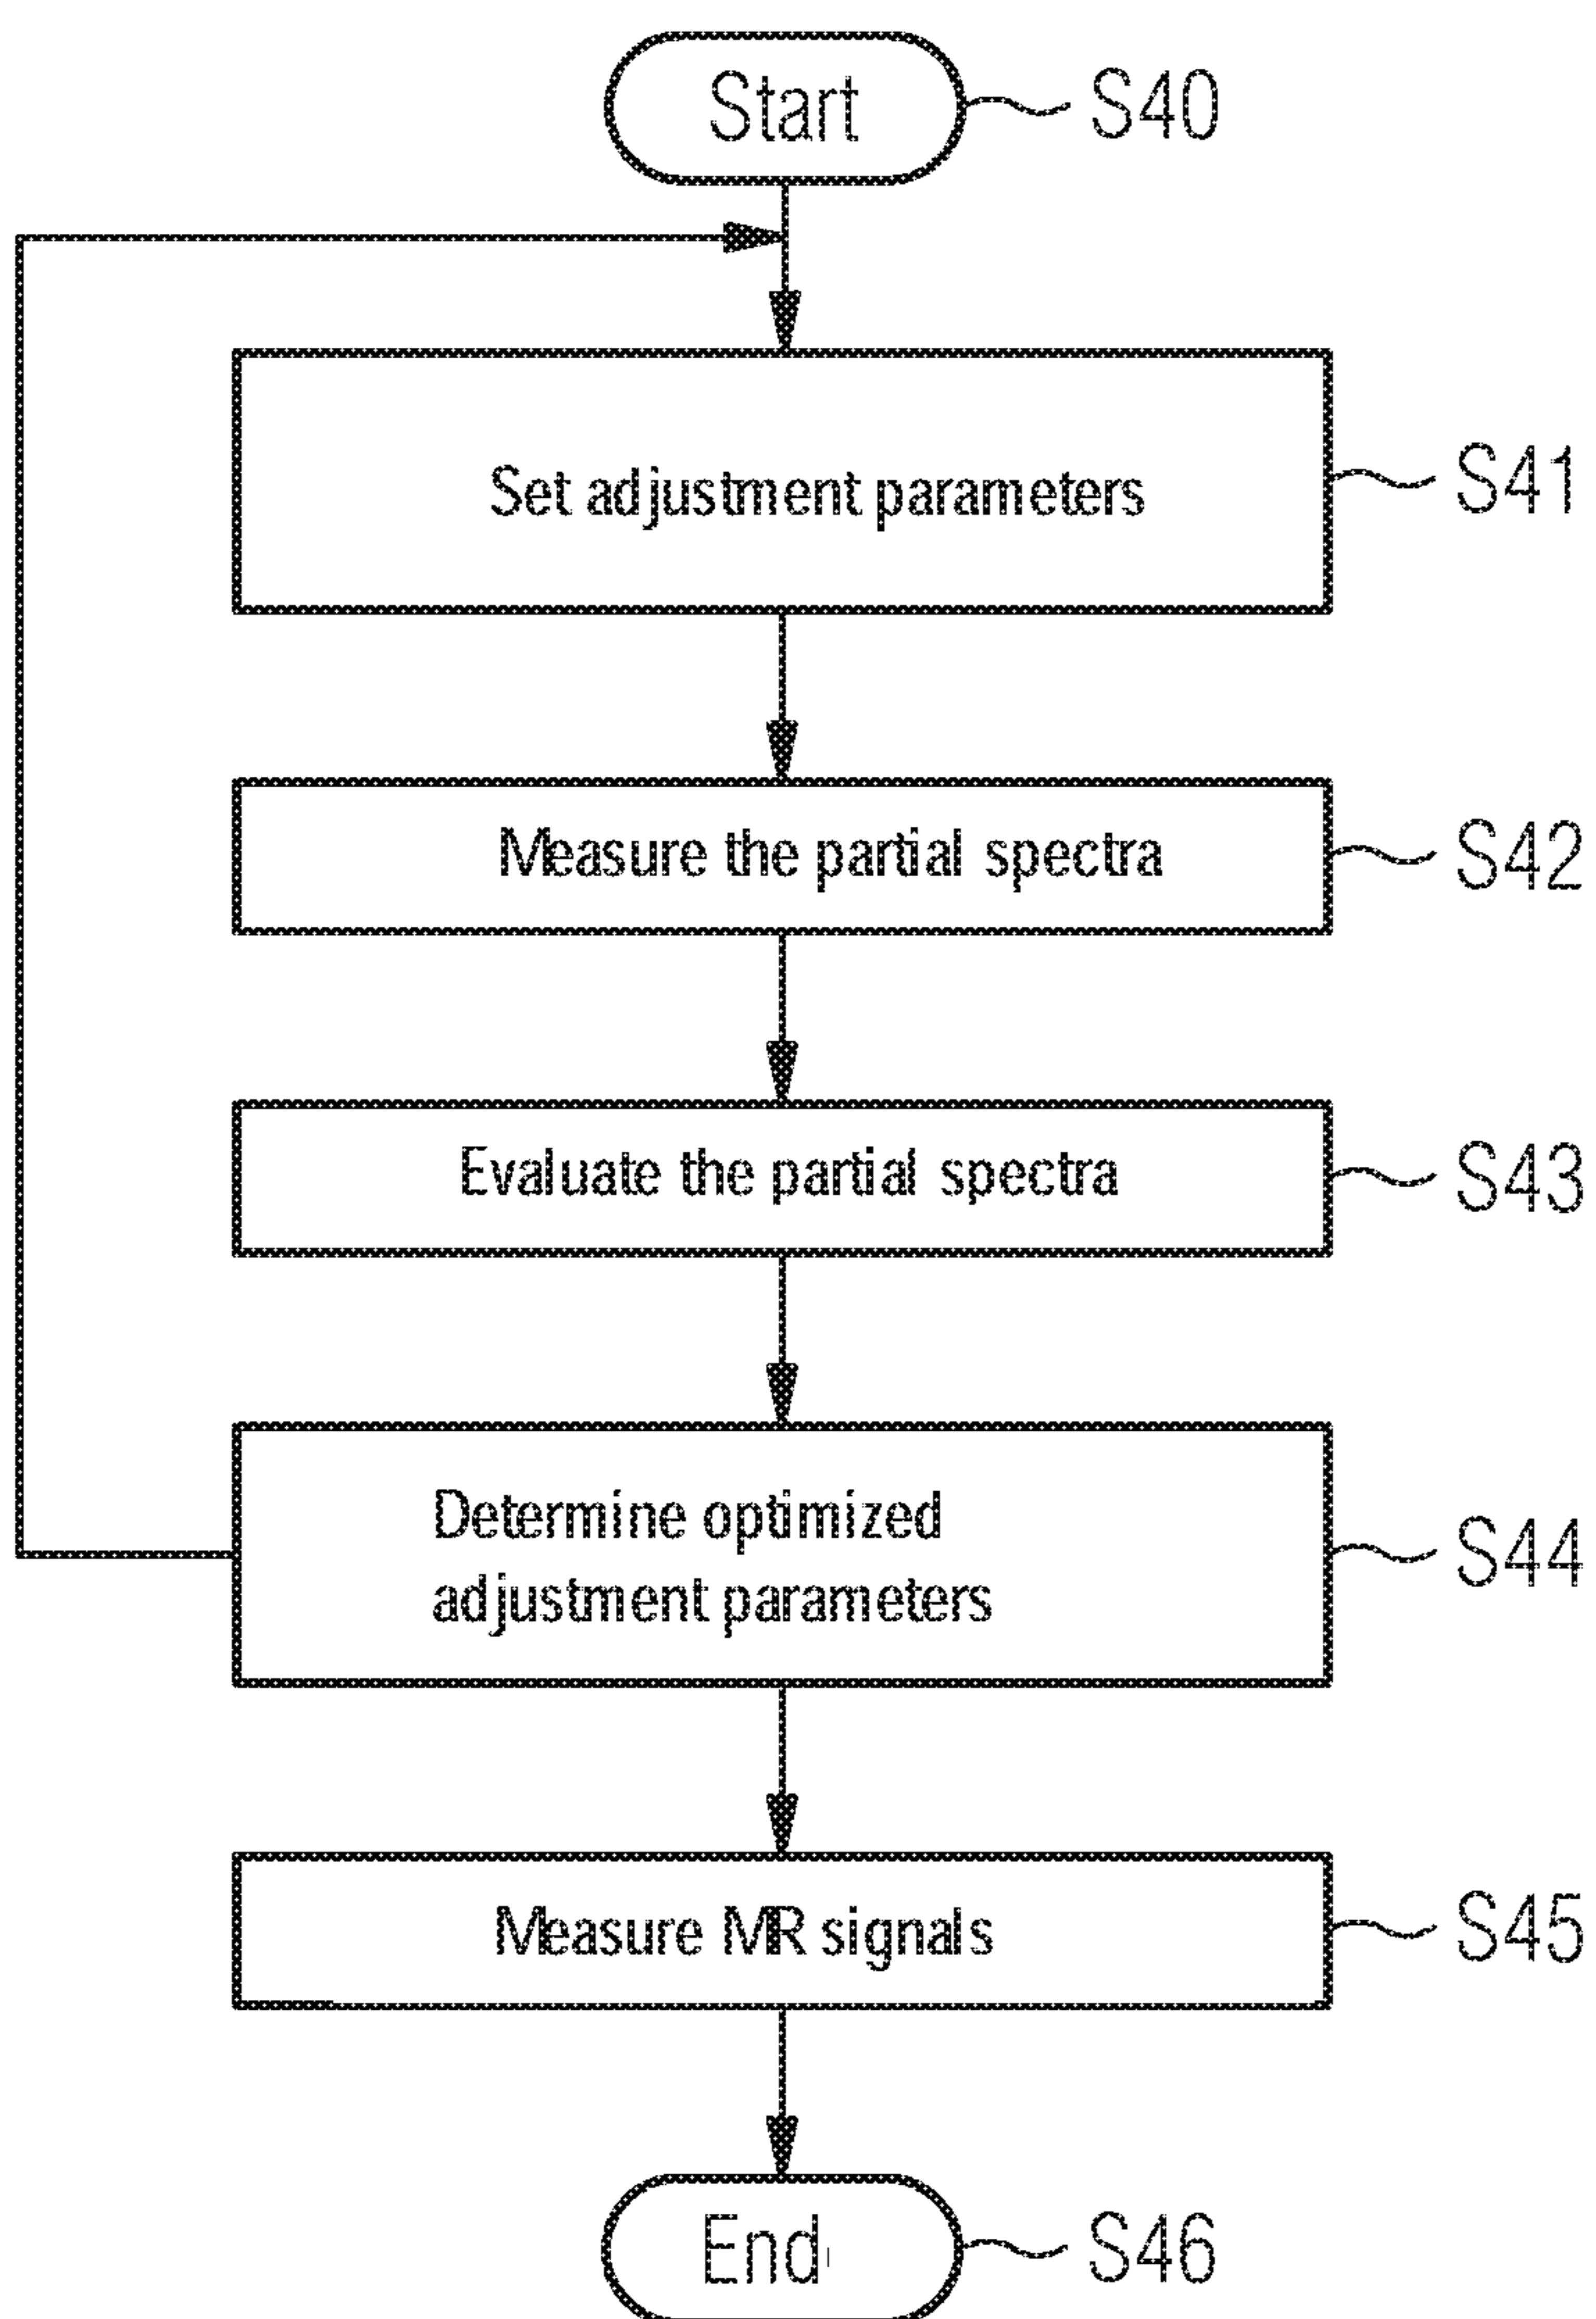 Start S40
Set adjustment parameters S41
Measure the partial spectra S42
Evaluate the partial spectra S43
Determine optimized
adjustment parameters S44
Measure MR signals S45
End S46